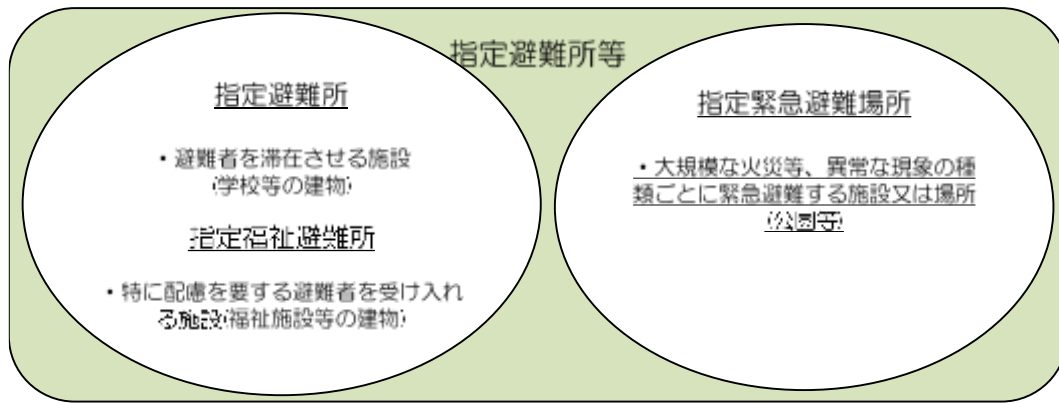 指定避難所等
指定避難所
・避難者を滞在させる施設
(学校等の建物)
指定福祉避難所
・特に配慮を要する避難者を受け入れ
る施設(福祉施設等の建物)
指定緊急避難場所
・大規模な火災等、異常な現象の種
類ごとに緊急避難する施設又は場所
(公園等)